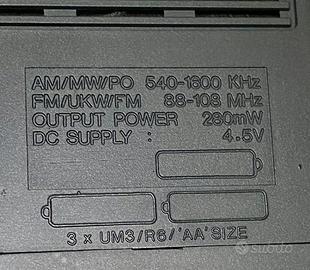 AM/MW/PO 540-1600 KHz
FM/UKW/FM 88-108 MHz
OUTPUT POWER 280mW
DC SUPPLY : 4.5V
3 x UM3/R6/'AA' SIZE
subito